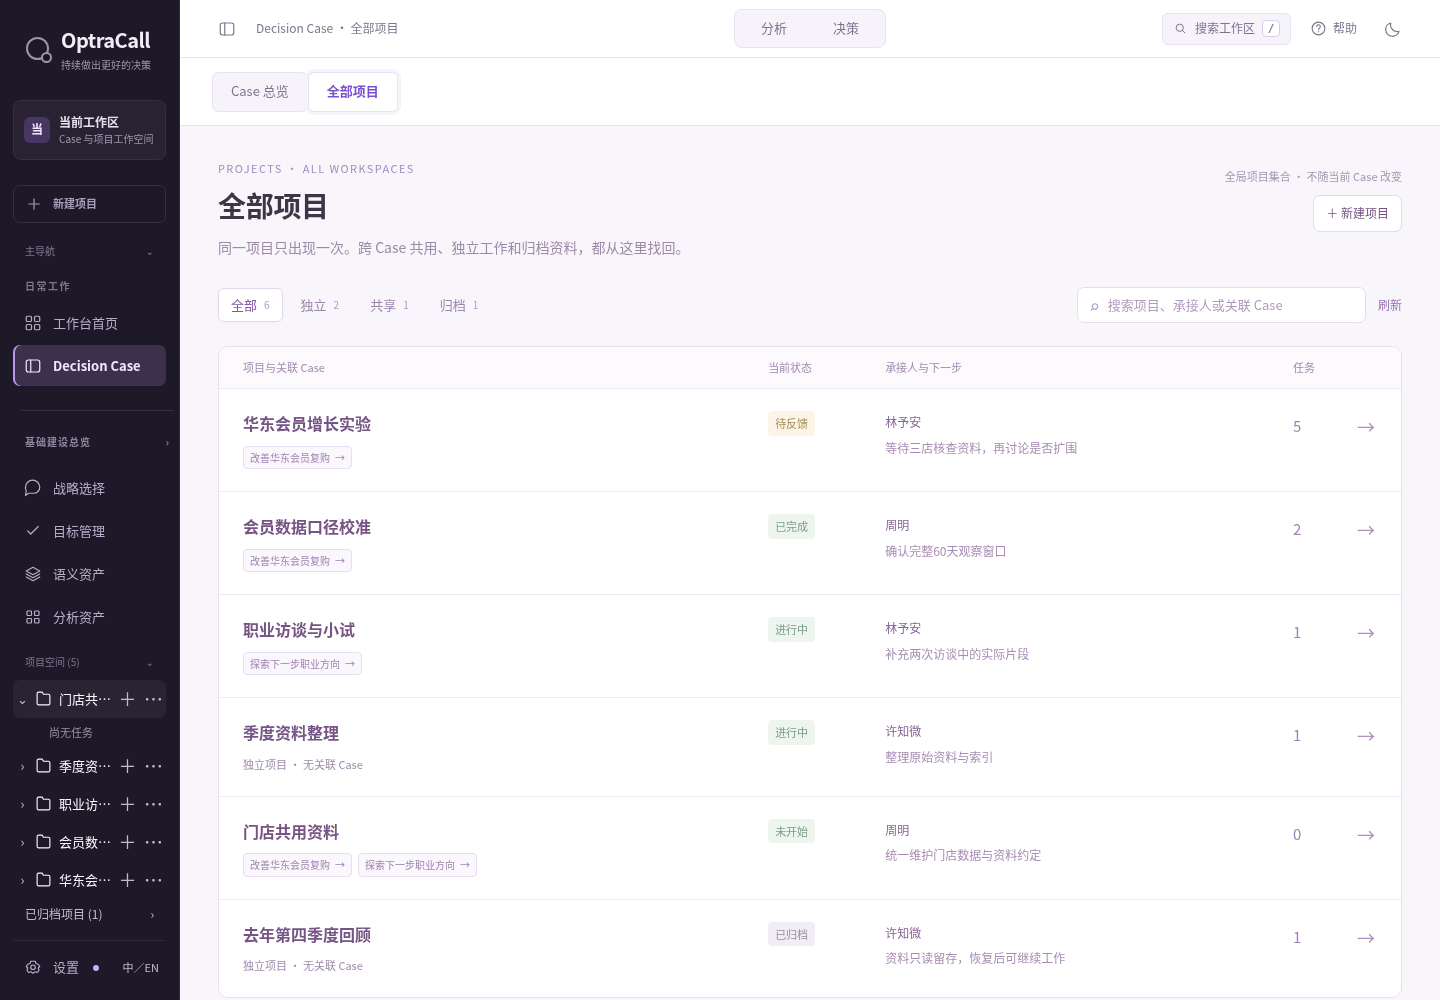 OptraCall
持续做出更好的决策
当
当前工作区
Case 与项目工作空间
新建项目
主导航
日常工作
工作台首页
Decision Case
基础建设总览
战略选择
目标管理
语义资产
分析资产
项目空间 (5)
门店共…
尚无任务
季度资…
职业访…
会员数…
华东会…
已归档项目 (1)
设置
中／EN
Decision Case · 全部项目
分析 决策
搜索工作区 /
帮助
Case 总览 全部项目
PROJECTS · ALL WORKSPACES
全部项目
同一项目只出现一次。跨 Case 共用、独立工作和归档资料，都从这里找回。
全局项目集合 · 不随当前 Case 改变
＋ 新建项目
全部 6 独立 2 共享 1 归档 1
搜索项目、承接人或关联 Case
刷新
项目与关联 Case 当前状态 承接人与下一步 任务
华东会员增长实验
改善华东会员复购 →
待反馈
林予安
等待三店核查资料，再讨论是否扩围
5 →
会员数据口径校准
改善华东会员复购 →
已完成
周明
确认完整60天观察窗口
2 →
职业访谈与小试
探索下一步职业方向 →
进行中
林予安
补充两次访谈中的实际片段
1 →
季度资料整理
独立项目 · 无关联 Case
进行中
许知微
整理原始资料与索引
1 →
门店共用资料
改善华东会员复购 → 探索下一步职业方向 →
未开始
周明
统一维护门店数据与资料约定
0 →
去年第四季度回顾
独立项目 · 无关联 Case
已归档
许知微
资料只读留存，恢复后可继续工作
1 →